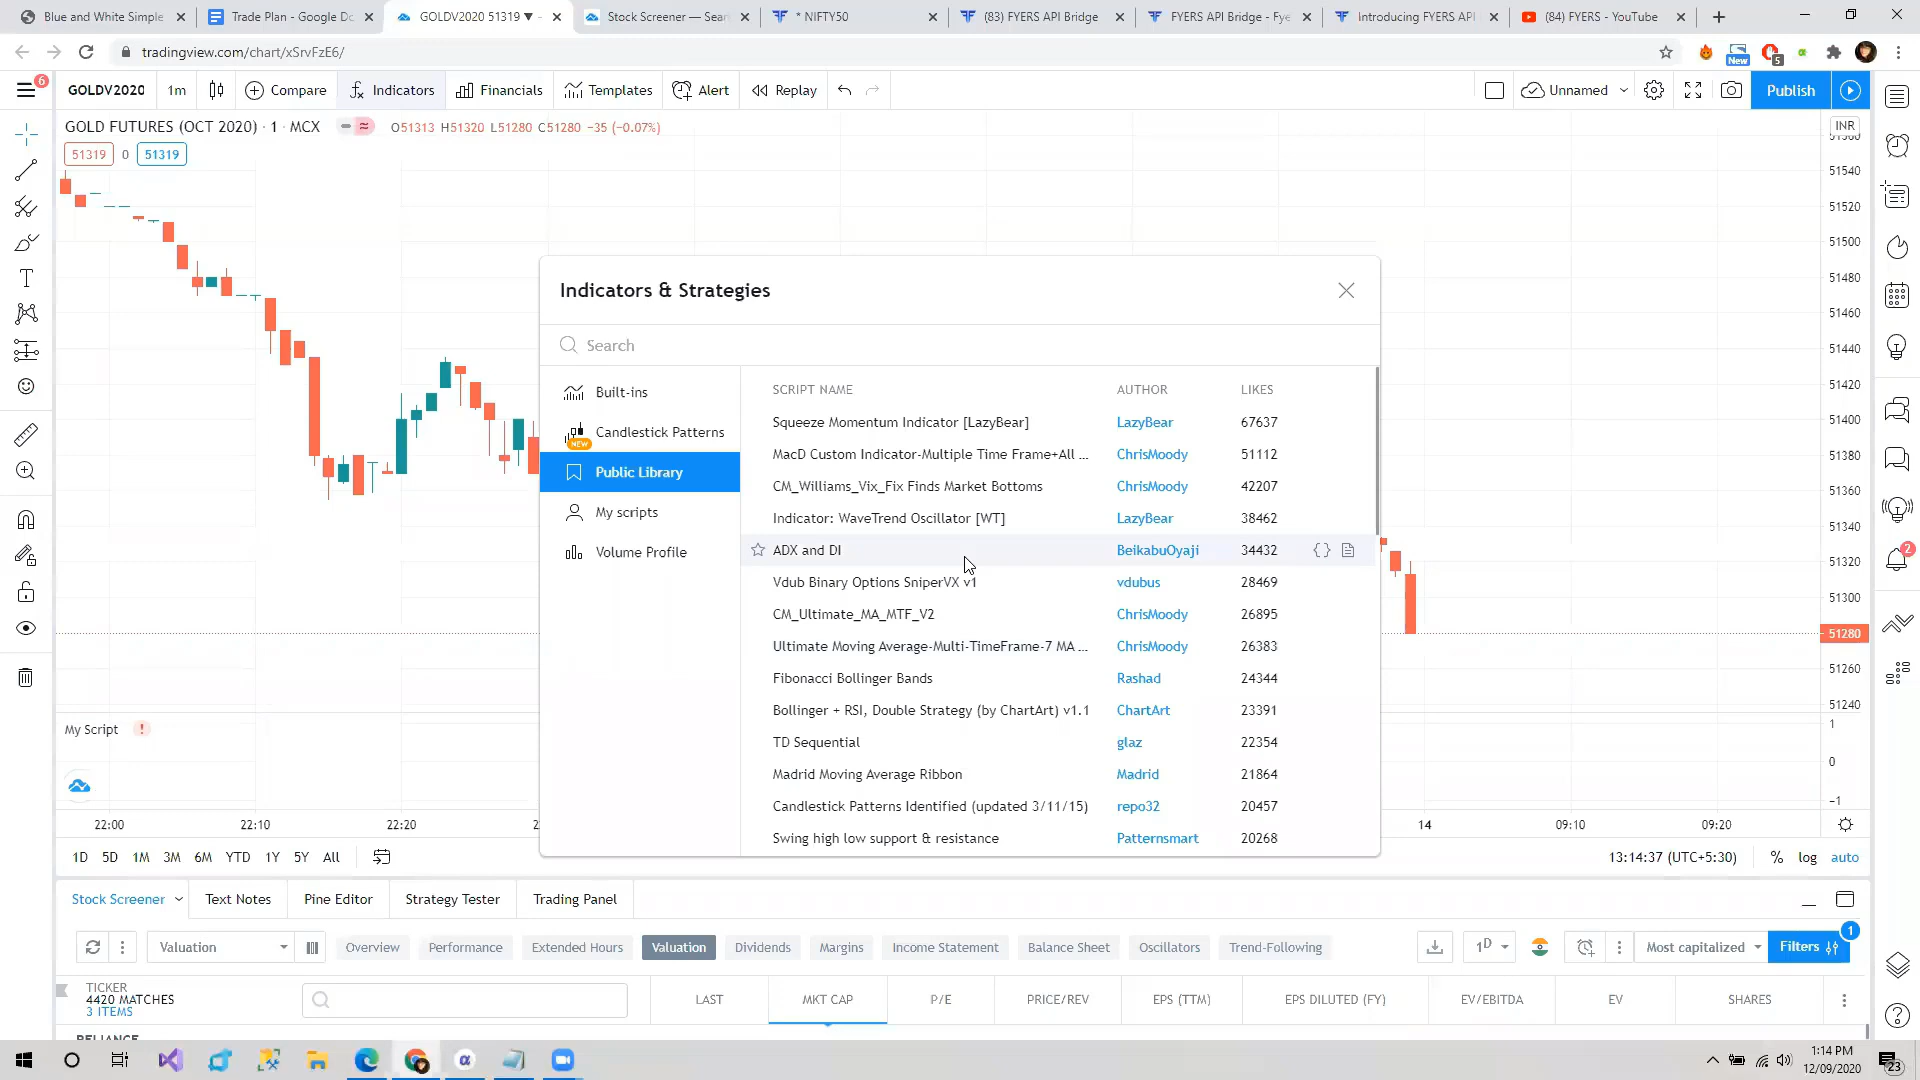 Blue and White Simple
Trade Plan - Google Do
GOLDV2020 51319 ▼ –
Stock Screener — Sear
* NIFTY50
(83) FYERS API Bridge
FYERS API Bridge - Fye
Introducing FYERS API
(84) FYERS - YouTube
tradingview.com/chart/xSrvFzE6/
New
5
6
GOLDV2020 1m Compare Indicators Financials Templates Alert Replay Unnamed Publish
GOLD FUTURES (OCT 2020) · 1 · MCX O51313 H51320 L51280 C51280 −35 (−0.07%)
INR
51319 0 51319
51540
51520
51500
51480
51460
51440
51420
51400
51380
51360
51340
51320
51300
51280
51260
51240
Indicators & Strategies
Search
Built-ins
Candlestick Patterns
NEW
Public Library
My scripts
Volume Profile
SCRIPT NAME AUTHOR LIKES
Squeeze Momentum Indicator [LazyBear] LazyBear 67637
MacD Custom Indicator-Multiple Time Frame+All ... ChrisMoody 51112
CM_Williams_Vix_Fix Finds Market Bottoms ChrisMoody 42207
Indicator: WaveTrend Oscillator [WT] LazyBear 38462
ADX and DI BeikabuOyaji 34432
Vdub Binary Options SniperVX v1 vdubus 28469
CM_Ultimate_MA_MTF_V2 ChrisMoody 26895
Ultimate Moving Average-Multi-TimeFrame-7 MA ... ChrisMoody 26383
Fibonacci Bollinger Bands Rashad 24344
Bollinger + RSI, Double Strategy (by ChartArt) v1.1 ChartArt 23391
TD Sequential glaz 22354
Madrid Moving Average Ribbon Madrid 21864
Candlestick Patterns Identified (updated 3/11/15) repo32 20457
Swing high low support & resistance Patternsmart 20268
2
My Script !
1
0
−1
22:00 22:10 22:20 2 14 09:10 09:20
1D 5D 1M 3M 6M YTD 1Y 5Y All 13:14:37 (UTC+5:30) % log auto
Stock Screener Text Notes Pine Editor Strategy Tester Trading Panel
Valuation Overview Performance Extended Hours Valuation Dividends Margins Income Statement Balance Sheet Oscillators Trend-Following 1D Most capitalized Filters 1
TICKER
4420 MATCHES
3 ITEMS
LAST MKT CAP P/E PRICE/REV EPS (TTM) EPS DILUTED (FY) EV/EBITDA EV SHARES
RELIANCE
1:14 PM
12/09/2020
23